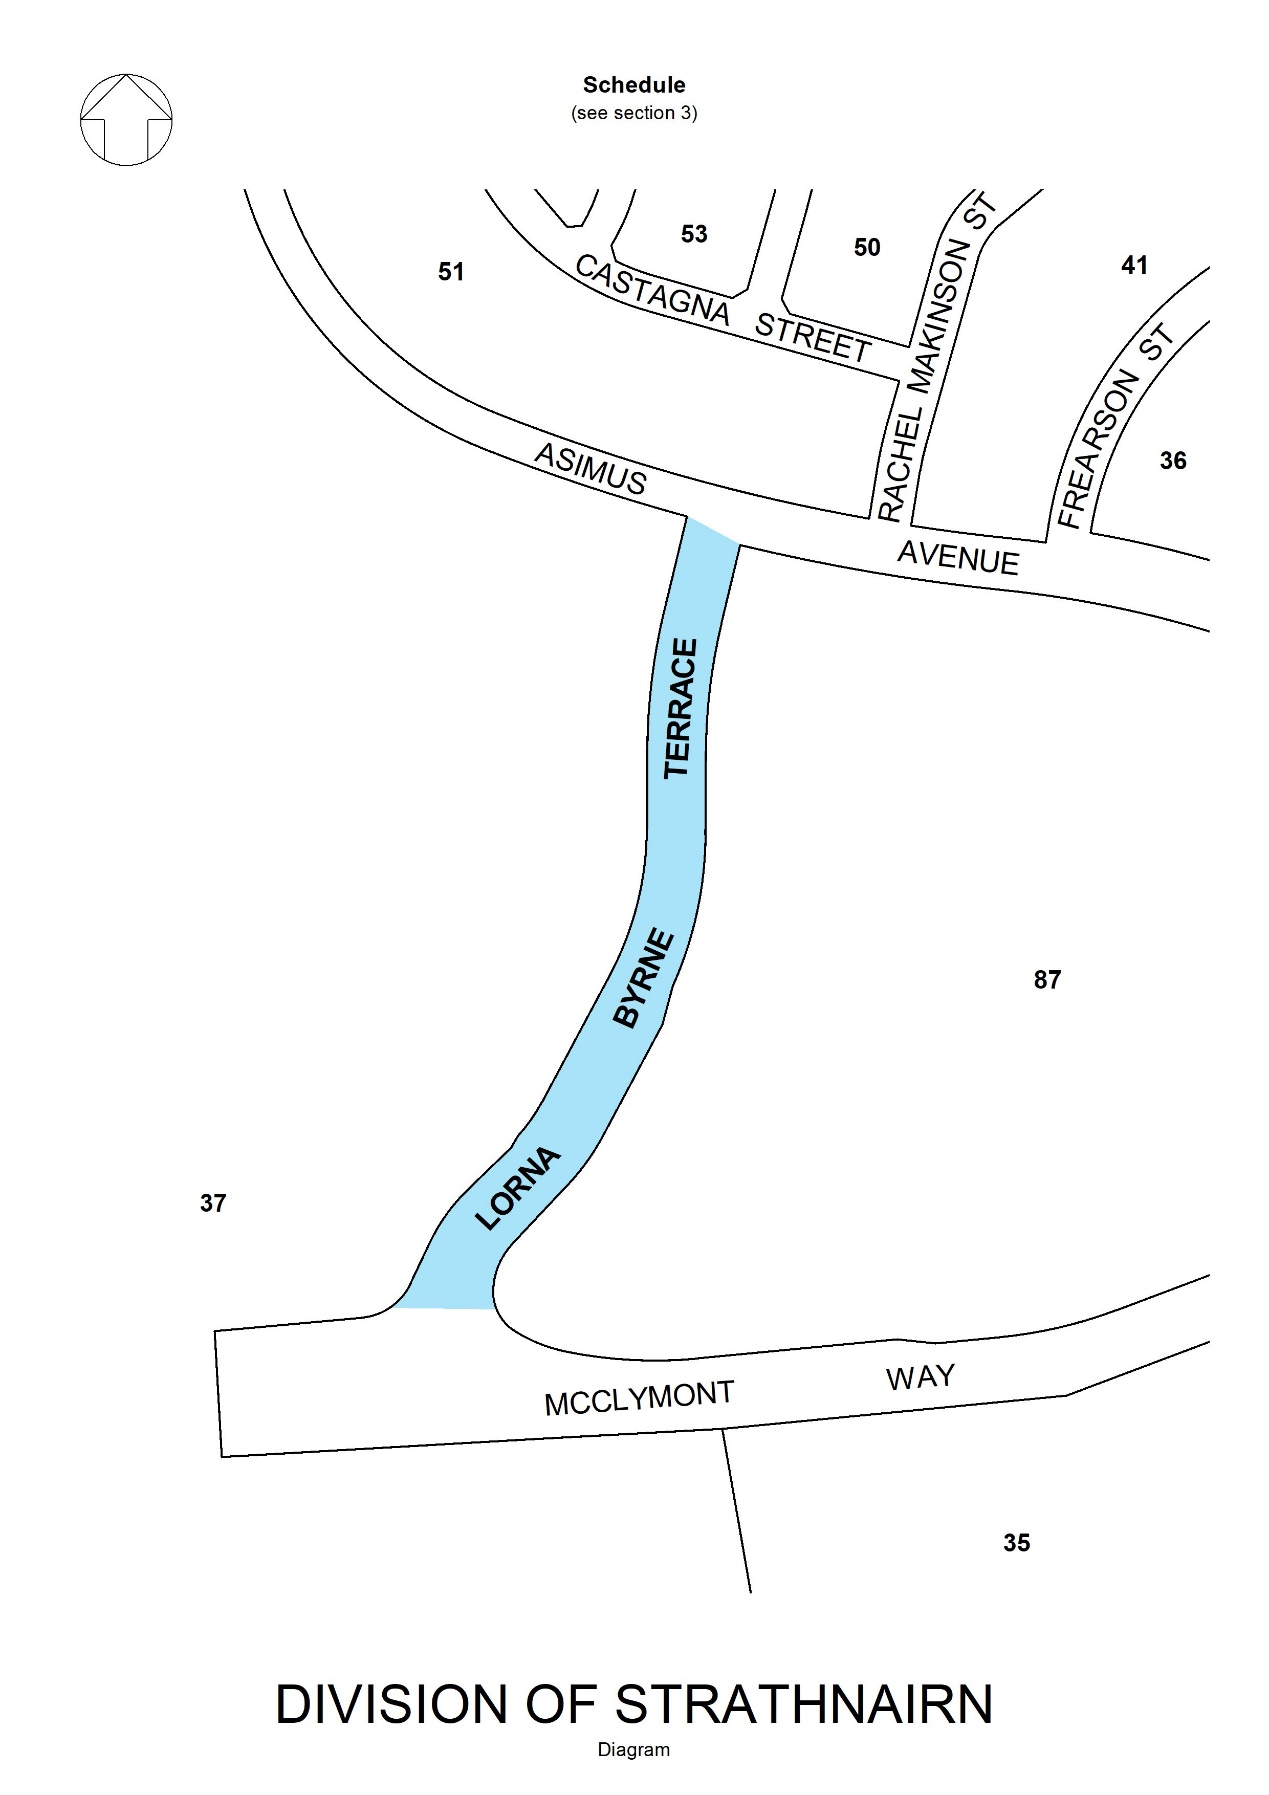 Schedule
(see section 3)
53
50
51
41
CASTAGNA STREET
RACHEL MAKINSON ST
FREARSON ST
36
ASIMUS AVENUE
LORNA BYRNE TERRACE
87
37
MCCLYMONT WAY
35
DIVISION OF STRATHNAIRN
Diagram